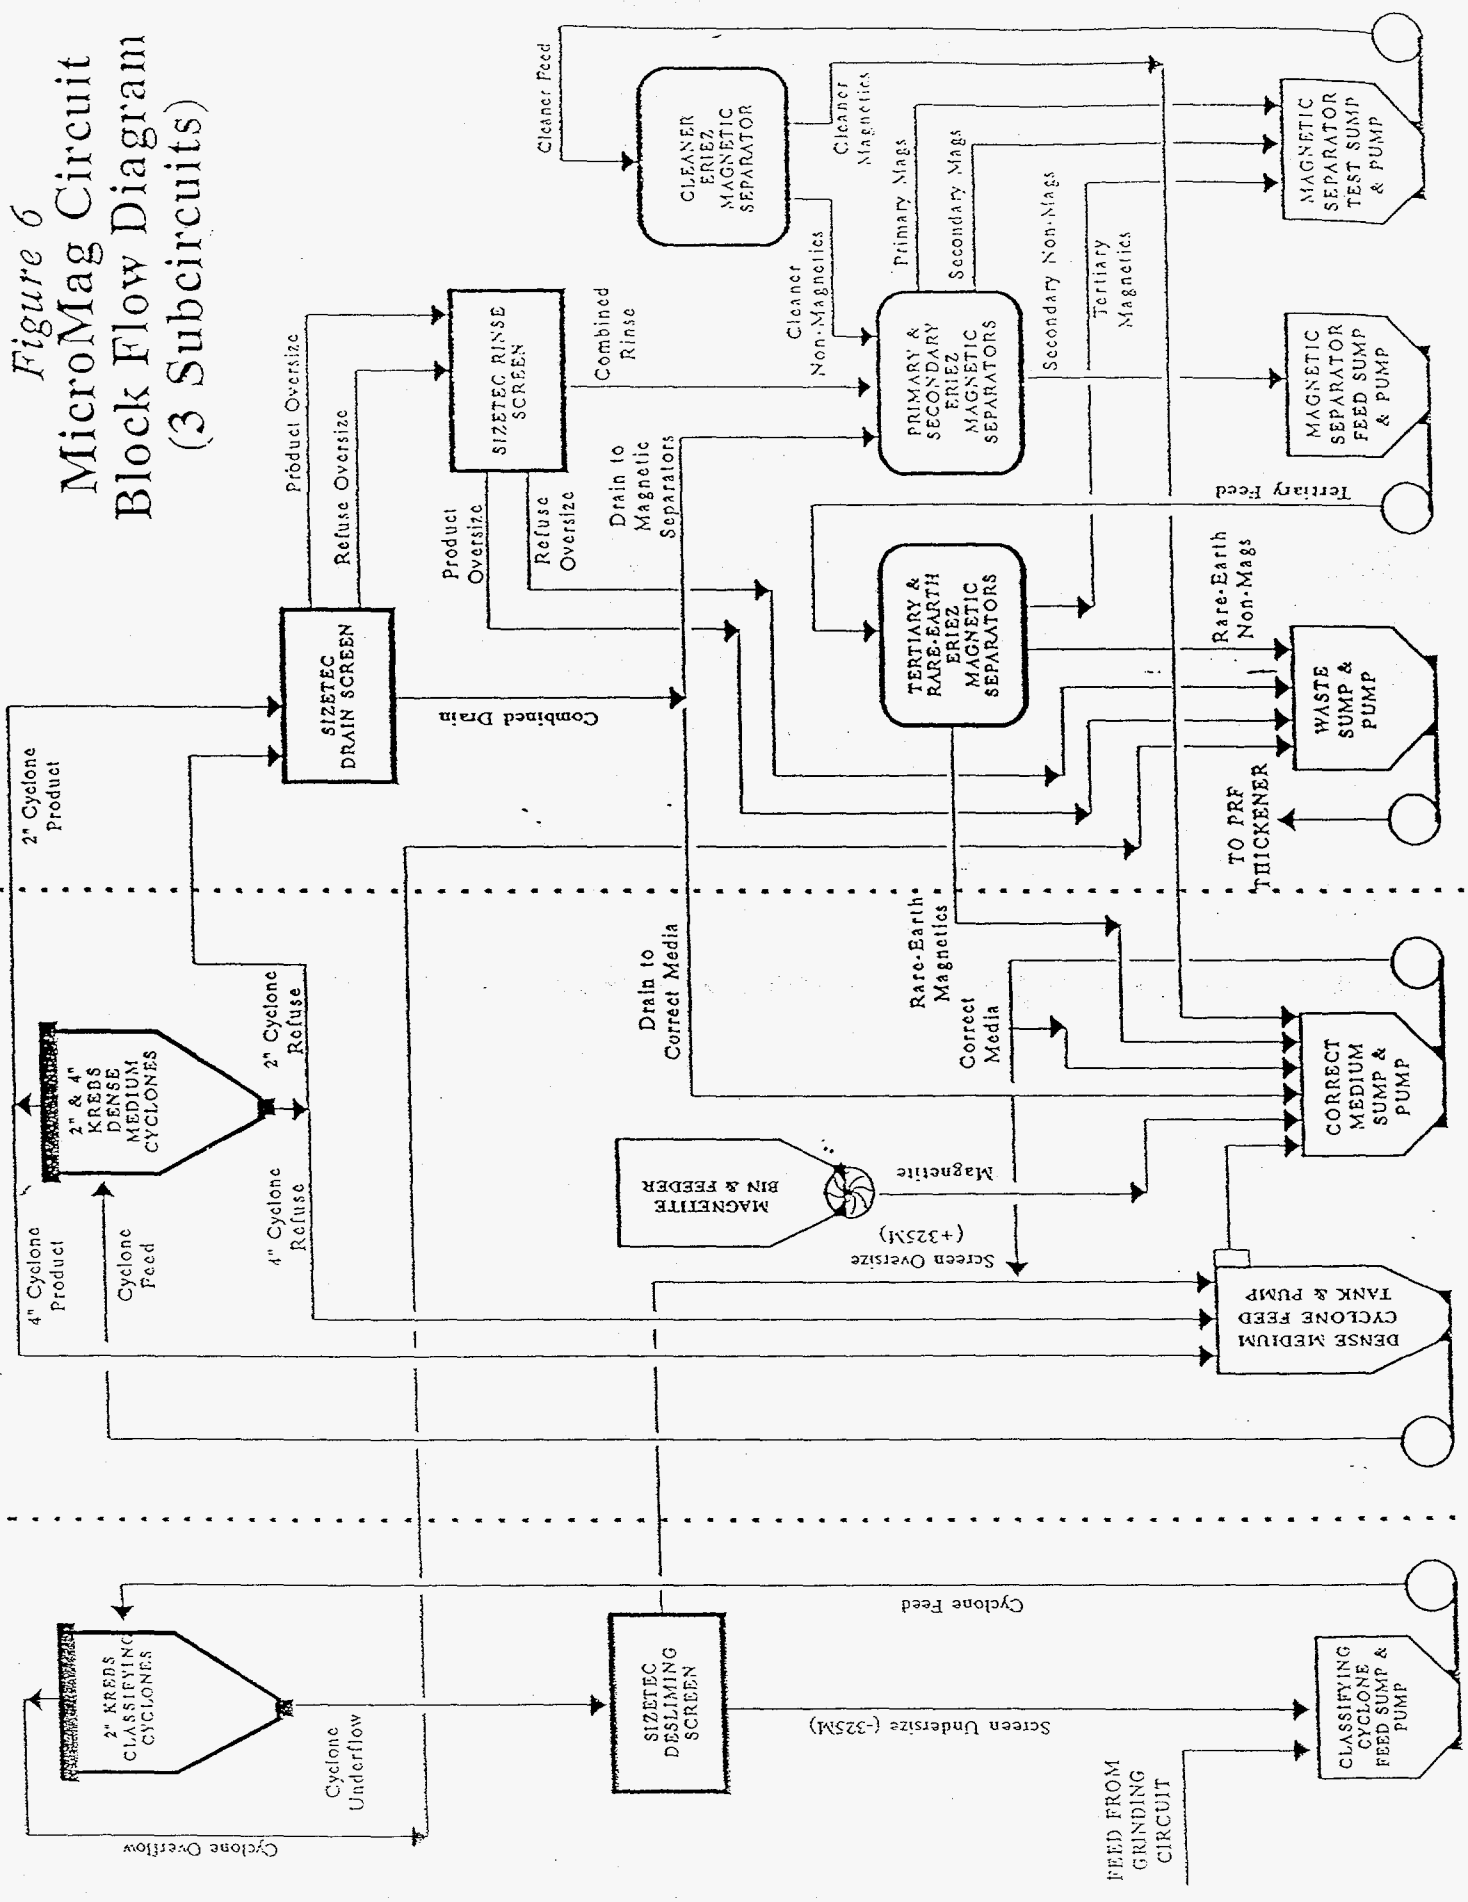 Figure 6
MicroMag Circuit
Block Flow Diagram
(3 Subcircuits)
Cyclone Overflow
2" KREBS
CLASSIFYING
CYCLONES
Cyclone
Underflow
SIZETEC
DESLIMING
SCREEN
Cyclone Feed
Screen Undersize (-325M)
FEED FROM
GRINDING
CIRCUIT
CLASSIFYING
CYCLONE
FEED SUMP &
PUMP
4" Cyclone
Product
Cyclone
Feed
2" & 4"
KREBS
DENSE
MEDIUM
CYCLONES
4" Cyclone
Refuse
2" Cyclone
Refuse
MAGNETITE
BIN & FEEDER
Magnetite
Screen Oversize
(+325M)
Drain to
Correct Media
Rare-Earth
Magnetics
Correct
Media
DENSE MEDIUM
CYCLONE FEED
TANK & PUMP
CORRECT
MEDIUM
SUMP &
PUMP
2" Cyclone
Product
SIZETEC
DRAIN SCREEN
Combined Drain
Product Oversize
Refuse Oversize
SIZETEC RINSE
SCREEN
Product
Oversize
Refuse
Oversize
Combined
Rinse
Drain to
Magnetic
Separators
Cleaner Feed
CLEANER
ERIEZ
MAGNETIC
SEPARATOR
Cleaner
Magnetics
Cleaner
Non-Magnetics
PRIMARY &
SECONDARY
ERIEZ
MAGNETIC
SEPARATORS
Primary Mags
Secondary Mags
Secondary Non-Mags
Tertiary
Magnetics
TERTIARY &
RARE-EARTH
ERIEZ
MAGNETIC
SEPARATORS
Tertiary Feed
Rare-Earth
Non-Mags
TO PRF
THICKENER
WASTE
SUMP &
PUMP
MAGNETIC
SEPARATOR
FEED SUMP
& PUMP
MAGNETIC
SEPARATOR
TEST SUMP
& PUMP